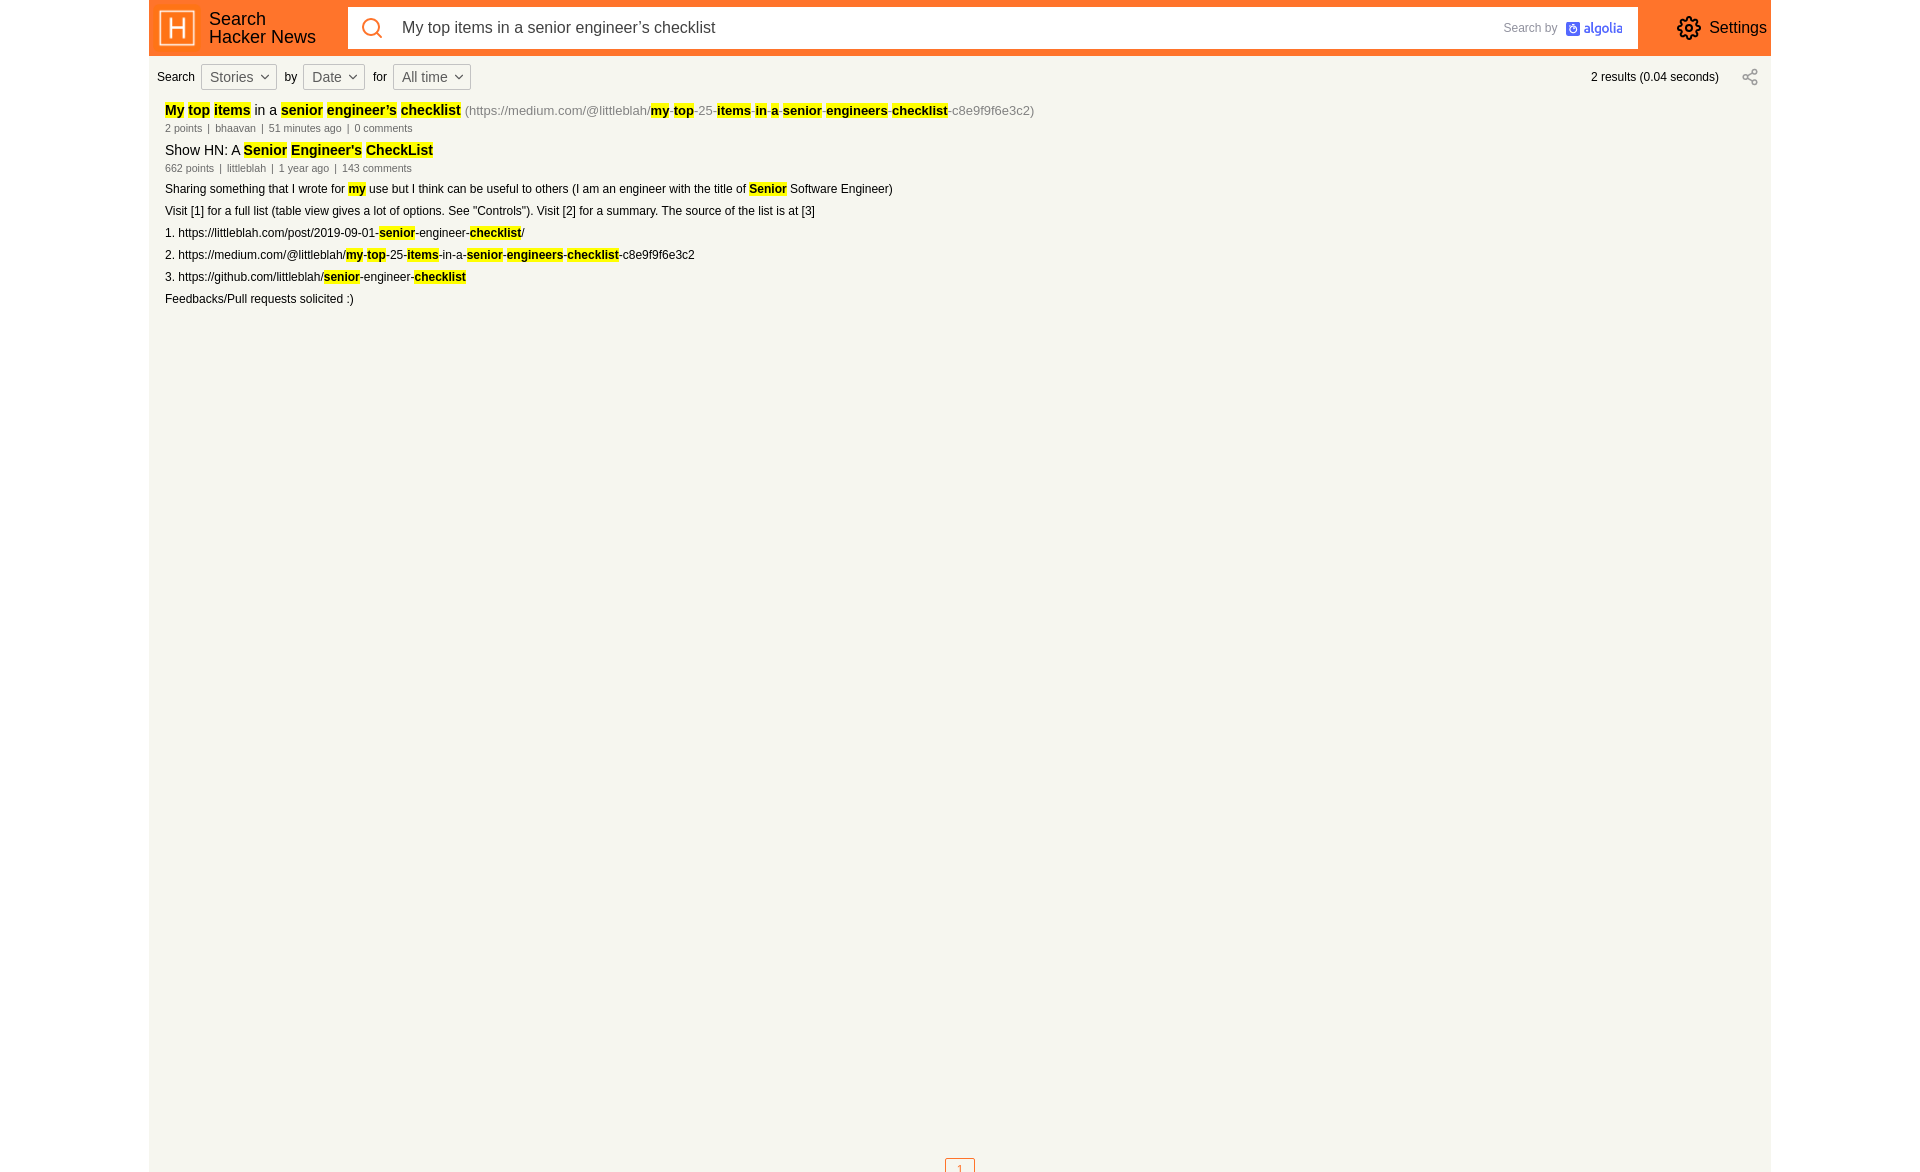 Search
Hacker News
My top items in a senior engineer’s checklist
Search by algolia
Settings
Search Stories by Date for All time
2 results (0.04 seconds)
My top items in a senior engineer’s checklist (https://medium.com/@littleblah/my-top-25-items-in-a-senior-engineers-checklist-c8e9f9f6e3c2)
2 points | bhaavan | 51 minutes ago | 0 comments
Show HN: A Senior Engineer's CheckList
662 points | littleblah | 1 year ago | 143 comments
Sharing something that I wrote for my use but I think can be useful to others (I am an engineer with the title of Senior Software Engineer)
Visit [1] for a full list (table view gives a lot of options. See "Controls"). Visit [2] for a summary. The source of the list is at [3]
1. https://littleblah.com/post/2019-09-01-senior-engineer-checklist/
2. https://medium.com/@littleblah/my-top-25-items-in-a-senior-engineers-checklist-c8e9f9f6e3c2
3. https://github.com/littleblah/senior-engineer-checklist
Feedbacks/Pull requests solicited :)
1